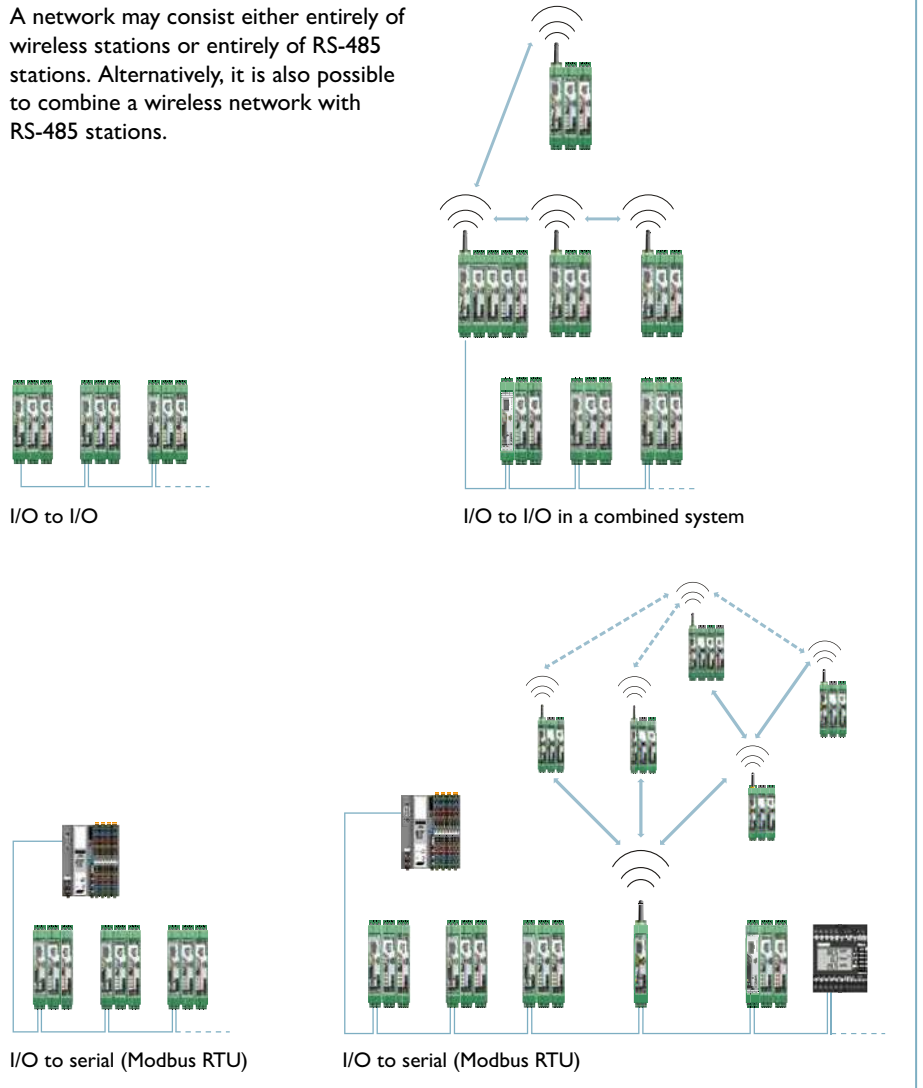 A network may consist either entirely of
wireless stations or entirely of RS-485
stations. Alternatively, it is also possible
to combine a wireless network with
RS-485 stations.
I/O to I/O
I/O to I/O in a combined system
I/O to serial (Modbus RTU)
I/O to serial (Modbus RTU)